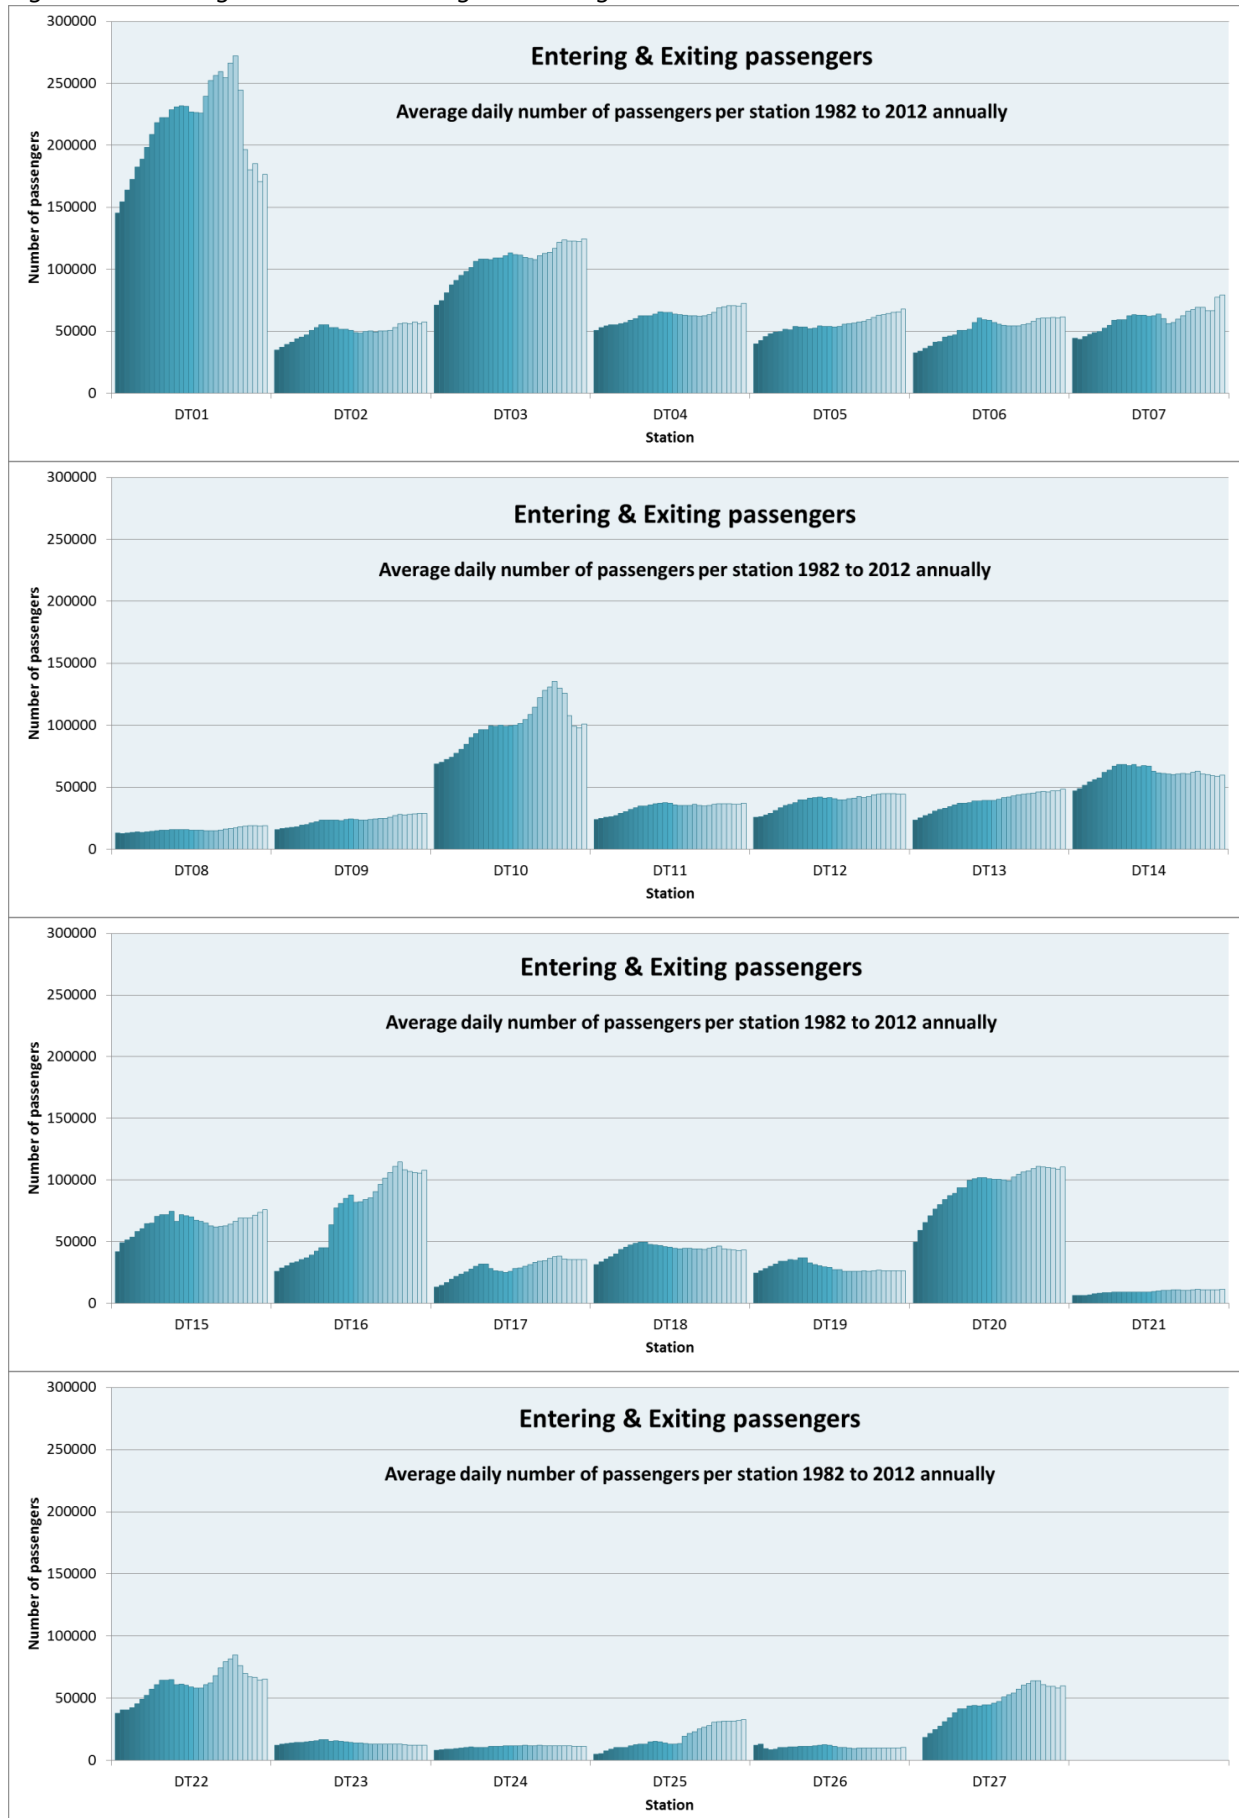 Entering & Exiting passengers
Average daily number of passengers per station 1982 to 2012 annually
Number of passengers
300000
250000
200000
150000
100000
50000
0
DT01 DT02 DT03 DT04 DT05 DT06 DT07
Station
Entering & Exiting passengers
Average daily number of passengers per station 1982 to 2012 annually
Number of passengers
300000
250000
200000
150000
100000
50000
0
DT08 DT09 DT10 DT11 DT12 DT13 DT14
Station
Entering & Exiting passengers
Average daily number of passengers per station 1982 to 2012 annually
Number of passengers
300000
250000
200000
150000
100000
50000
0
DT15 DT16 DT17 DT18 DT19 DT20 DT21
Station
Entering & Exiting passengers
Average daily number of passengers per station 1982 to 2012 annually
Number of passengers
300000
250000
200000
150000
100000
50000
0
DT22 DT23 DT24 DT25 DT26 DT27
Station